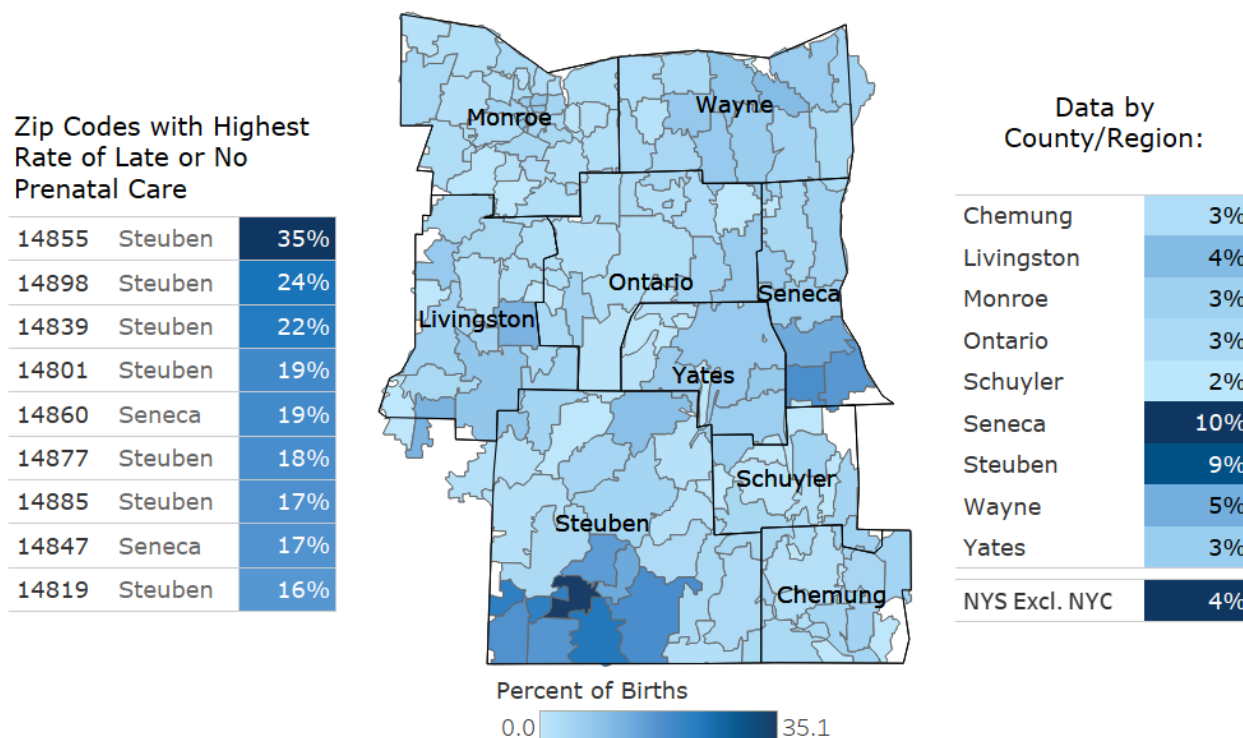 Zip Codes with Highest
Rate of Late or No
Prenatal Care
14855 Steuben 35%
14898 Steuben 24%
14839 Steuben 22%
14801 Steuben 19%
14860 Seneca 19%
14877 Steuben 18%
14885 Steuben 17%
14847 Seneca 17%
14819 Steuben 16%
Monroe
Wayne
Ontario
Seneca
Livingston
Yates
Schuyler
Steuben
Chemung
Percent of Births
0.0 35.1
Data by
County/Region:
Chemung 3%
Livingston 4%
Monroe 3%
Ontario 3%
Schuyler 2%
Seneca 10%
Steuben 9%
Wayne 5%
Yates 3%
NYS Excl. NYC 4%